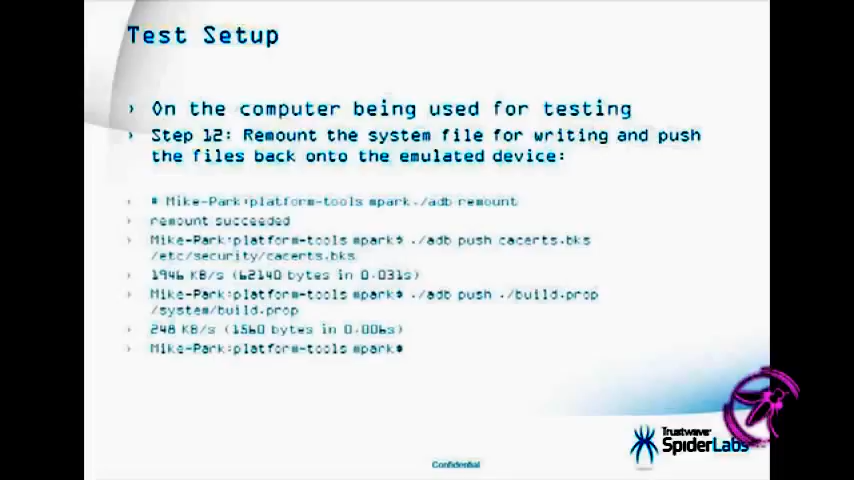 Test Setup
› On the computer being used for testing
› Step 12: Remount the system file for writing and push
the files back onto the emulated device:
› # Mike-Park:platform-tools mpark./adb remount
› remount succeeded
› Mike-Park:platform-tools mpark$ ./adb push cacerts.bks
/etc/security/cacerts.bks
› 1946 KB/s (62140 bytes in 0.031s)
› Mike-Park:platform-tools mpark$ ./adb push ./build.prop
/system/build.prop
› 248 KB/s (1560 bytes in 0.006s)
› Mike-Park:platform-tools mpark$
Trustwave®
SpiderLabs
Confidential